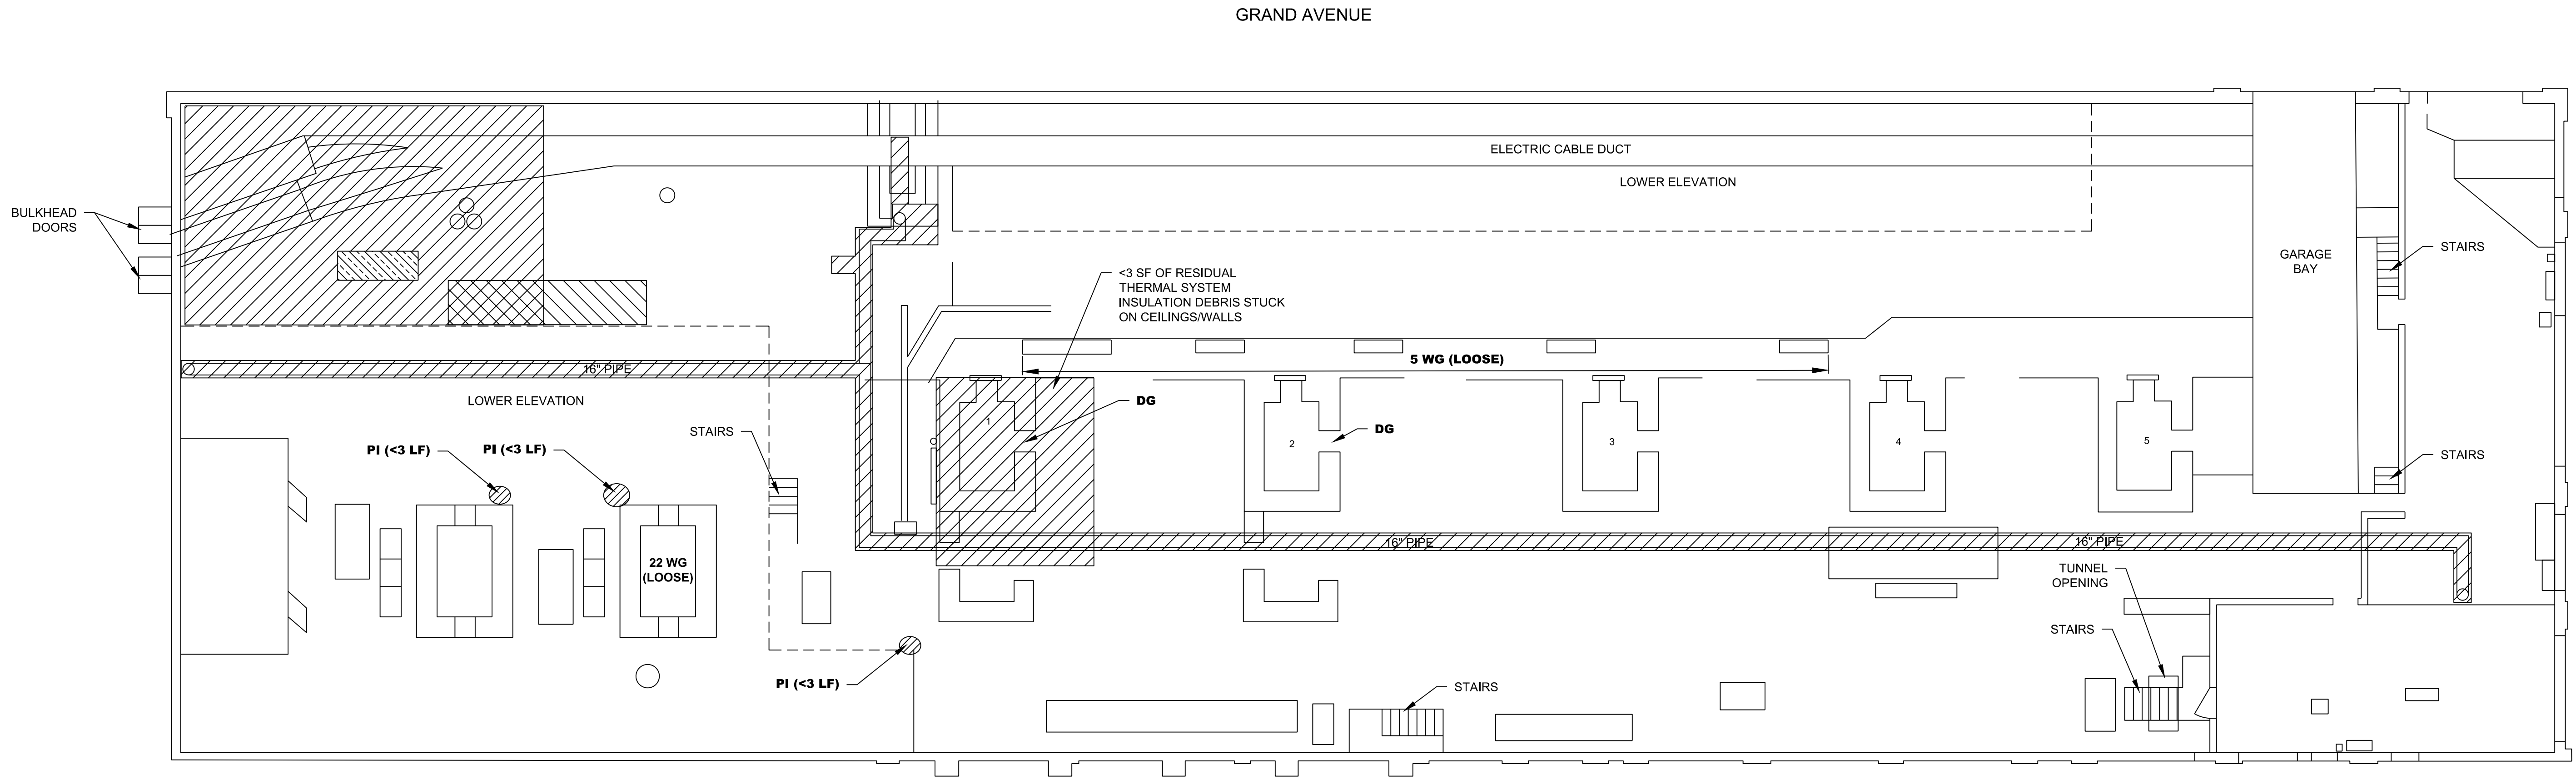 GRAND AVENUE
ELECTRIC CABLE DUCT
LOWER ELEVATION
BULKHEAD
DOORS
GARAGE
BAY
STAIRS
<3 SF OF RESIDUAL
THERMAL SYSTEM
INSULATION DEBRIS STUCK
ON CEILINGS/WALLS
5 WG (LOOSE)
16" PIPE
LOWER ELEVATION
DG
1
DG
2
3
4
5
STAIRS
PI (<3 LF)
PI (<3 LF)
STAIRS
22 WG
(LOOSE)
16" PIPE
16" PIPE
TUNNEL
OPENING
STAIRS
PI (<3 LF)
STAIRS